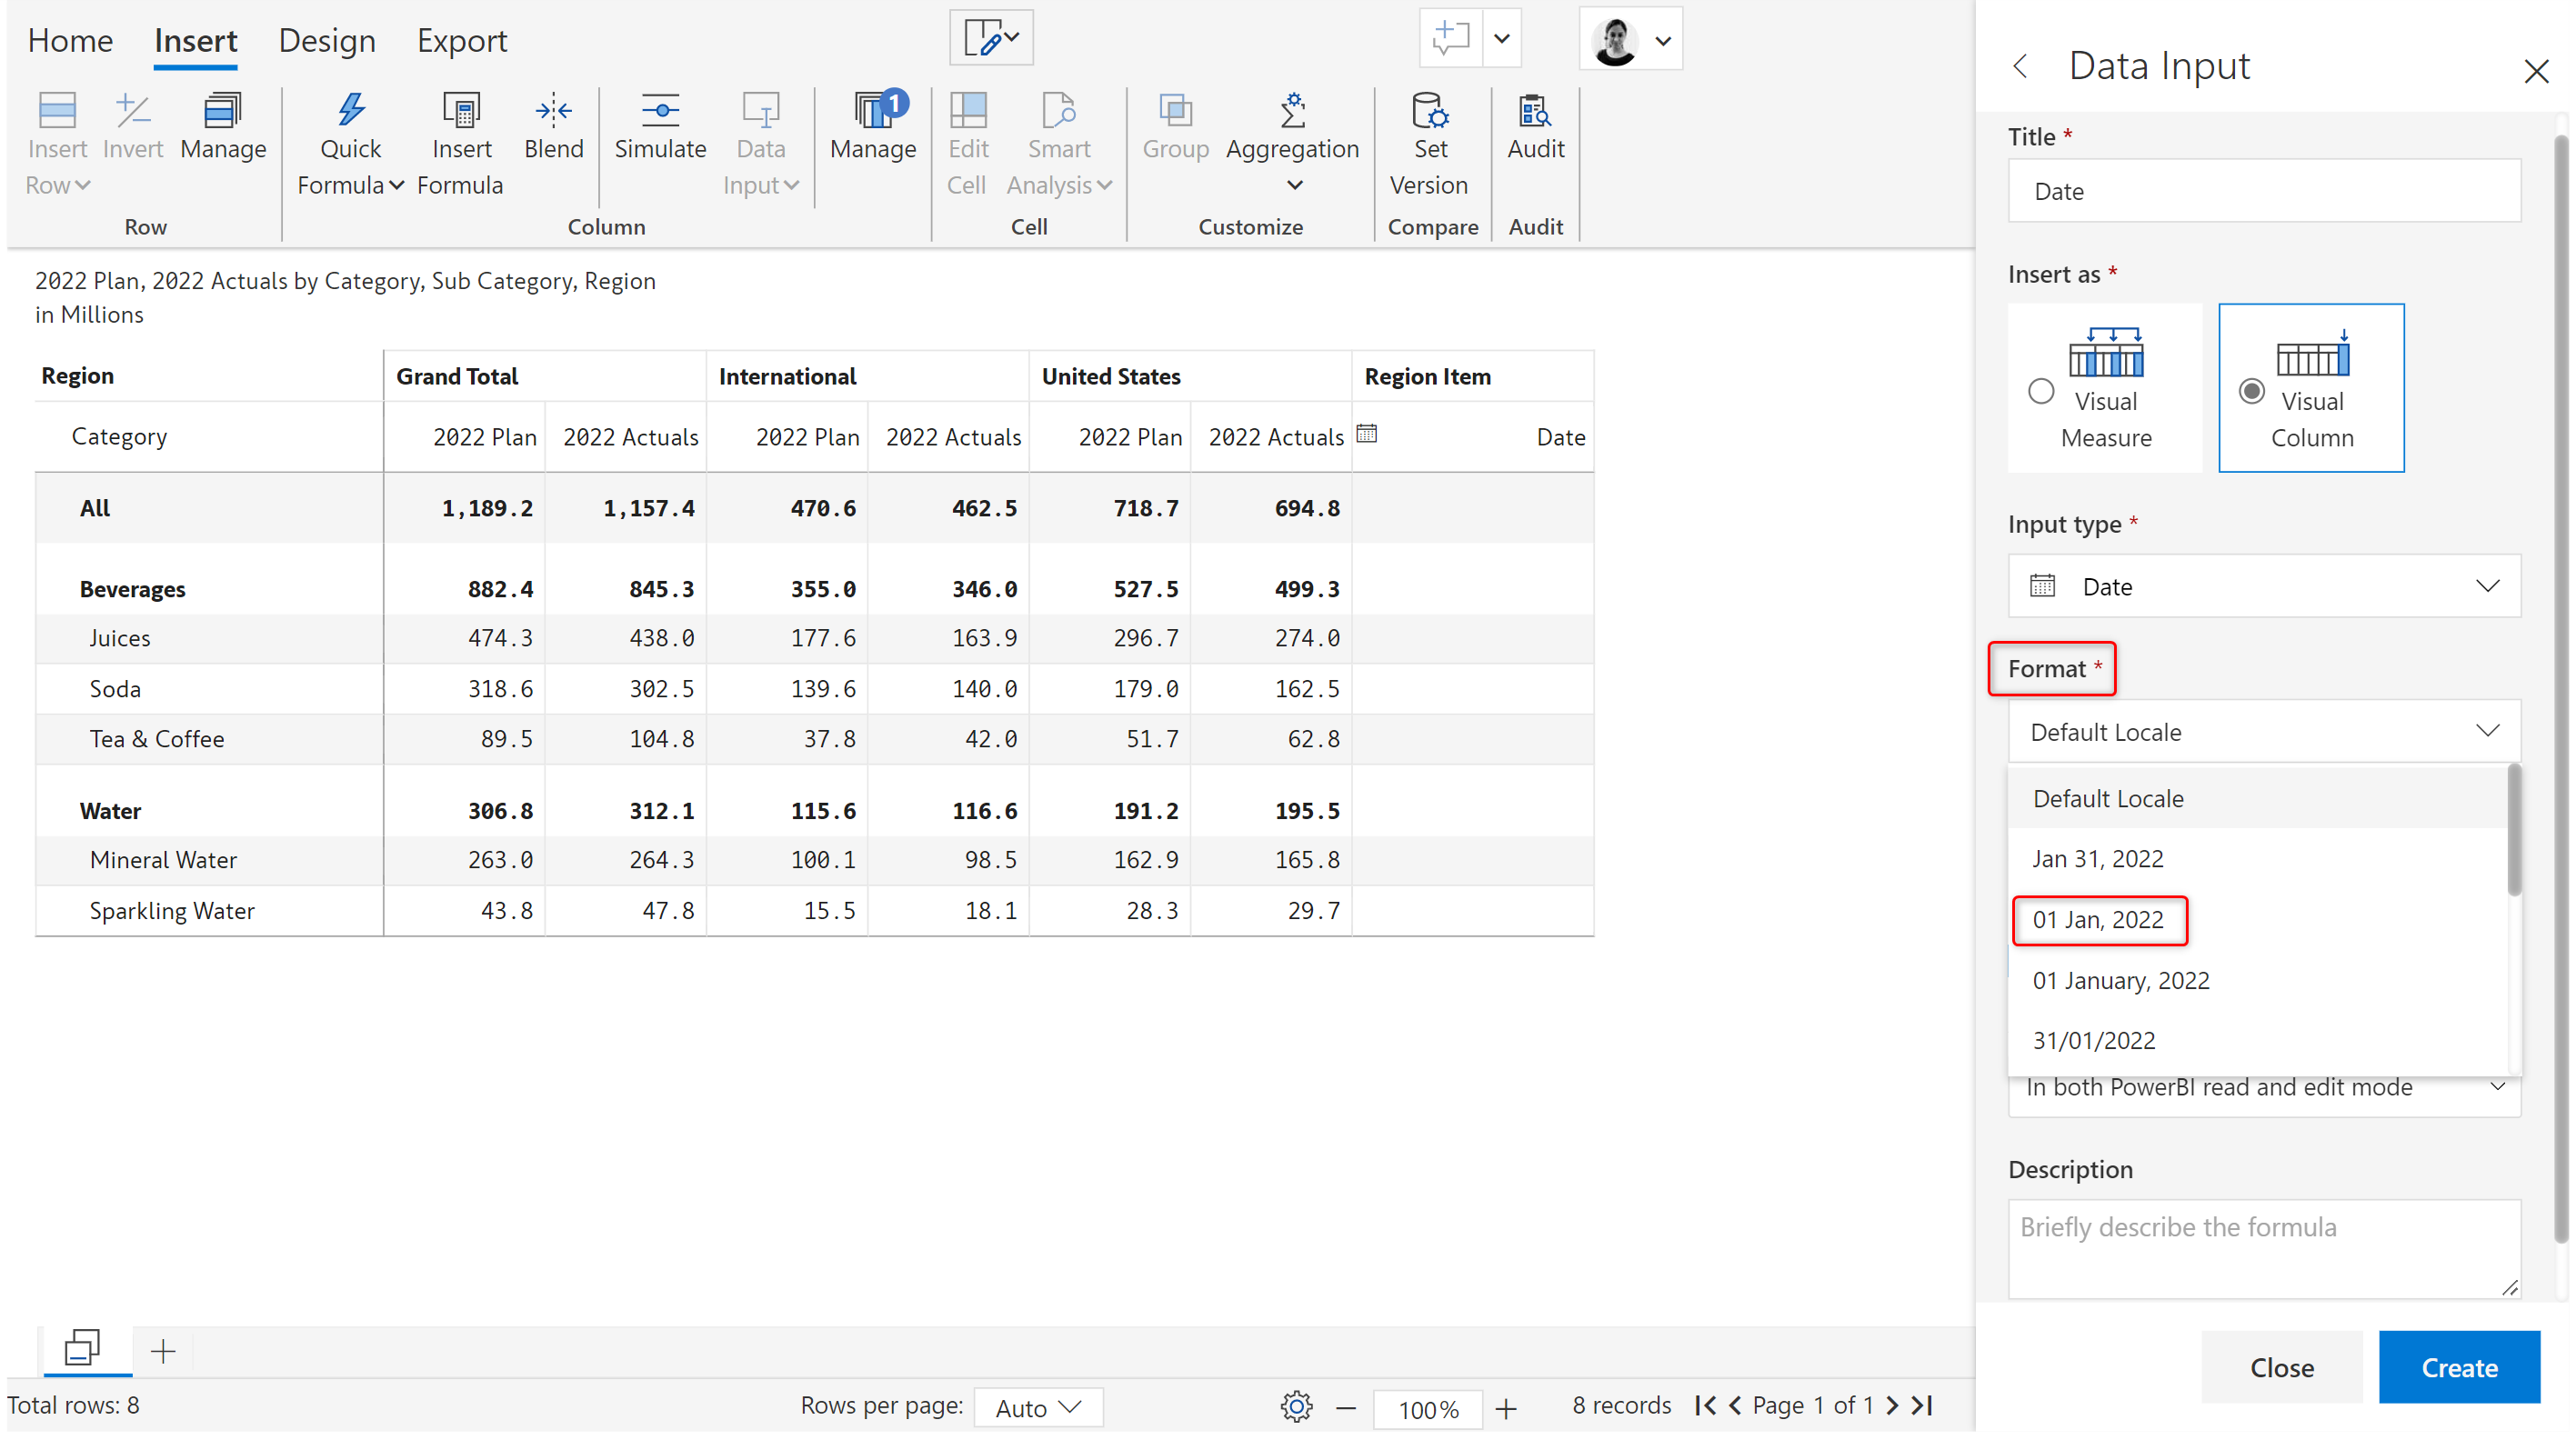 Home Insert Design Export
Insert Row Invert Manage Quick Formula Insert Formula Blend Simulate Data Input Manage 1 Edit Cell Smart Analysis Group Aggregation Set Version Audit
Row Column Cell Customize Compare Audit
2022 Plan, 2022 Actuals by Category, Sub Category, Region
in Millions
Region Grand Total International United States Region Item
Category 2022 Plan 2022 Actuals 2022 Plan 2022 Actuals 2022 Plan 2022 Actuals Date
All 1,189.2 1,157.4 470.6 462.5 718.7 694.8
Beverages 882.4 845.3 355.0 346.0 527.5 499.3
Juices 474.3 438.0 177.6 163.9 296.7 274.0
Soda 318.6 302.5 139.6 140.0 179.0 162.5
Tea & Coffee 89.5 104.8 37.8 42.0 51.7 62.8
Water 306.8 312.1 115.6 116.6 191.2 195.5
Mineral Water 263.0 264.3 100.1 98.5 162.9 165.8
Sparkling Water 43.8 47.8 15.5 18.1 28.3 29.7
Total rows: 8 Rows per page: Auto 100% 8 records Page 1 of 1
Data Input
Title *
Date
Insert as *
Visual Measure
Visual Column
Input type *
Date
Format *
Default Locale
Default Locale
Jan 31, 2022
01 Jan, 2022
01 January, 2022
31/01/2022
In both PowerBI read and edit mode
Description
Briefly describe the formula
Close Create